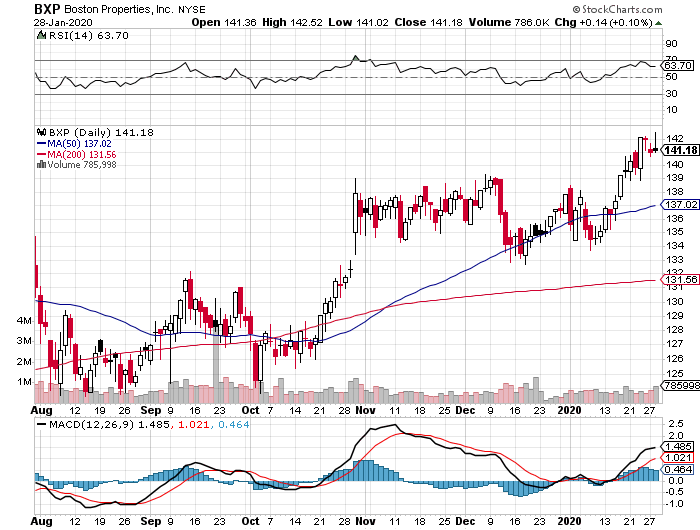 BXP Boston Properties, Inc. NYSE
© StockCharts.com
28-Jan-2020
Open 141.36 High 142.52 Low 141.02 Close 141.18 Volume 786.0K Chg +0.14 (+0.10%)
RSI(14) 63.70
90
70
63.70
50
30
10
BXP (Daily) 141.18
MA(50) 137.02
MA(200) 131.56
Volume 785,998
142
141.18
140
139
138
137.02
136
135
134
133
132
131.56
131
130
129
128
127
126
125
785998
4M
3M
2M
1M
Aug 12 19 26 Sep 9 16 23 Oct 7 14 21 28 Nov 11 18 25 Dec 9 16 23 2020 13 21 27
MACD(12,26,9) 1.485, 1.021, 0.464
2.5
2.0
1.485
1.021
0.464
0.0
-0.5
-1.0
Aug 12 19 26 Sep 9 16 23 Oct 7 14 21 28 Nov 11 18 25 Dec 9 16 23 2020 13 21 27